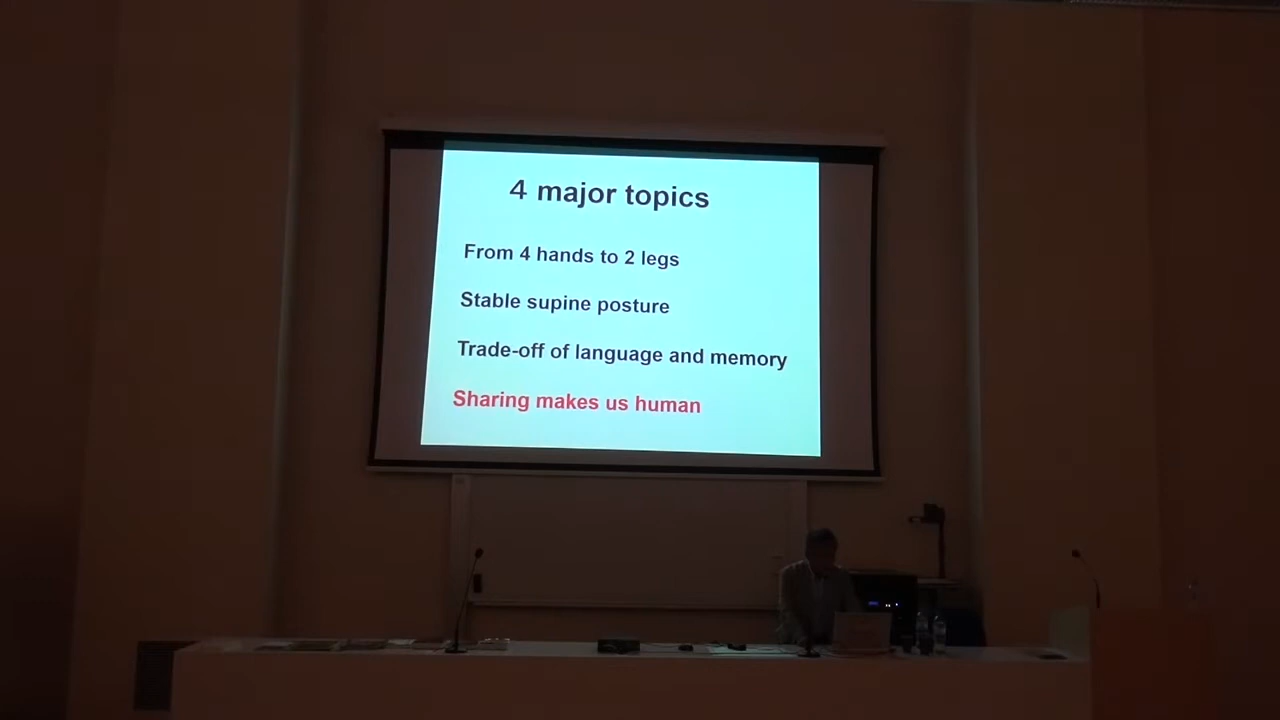 4 major topics
From 4 hands to 2 legs
Stable supine posture
Trade-off of language and memory
Sharing makes us human